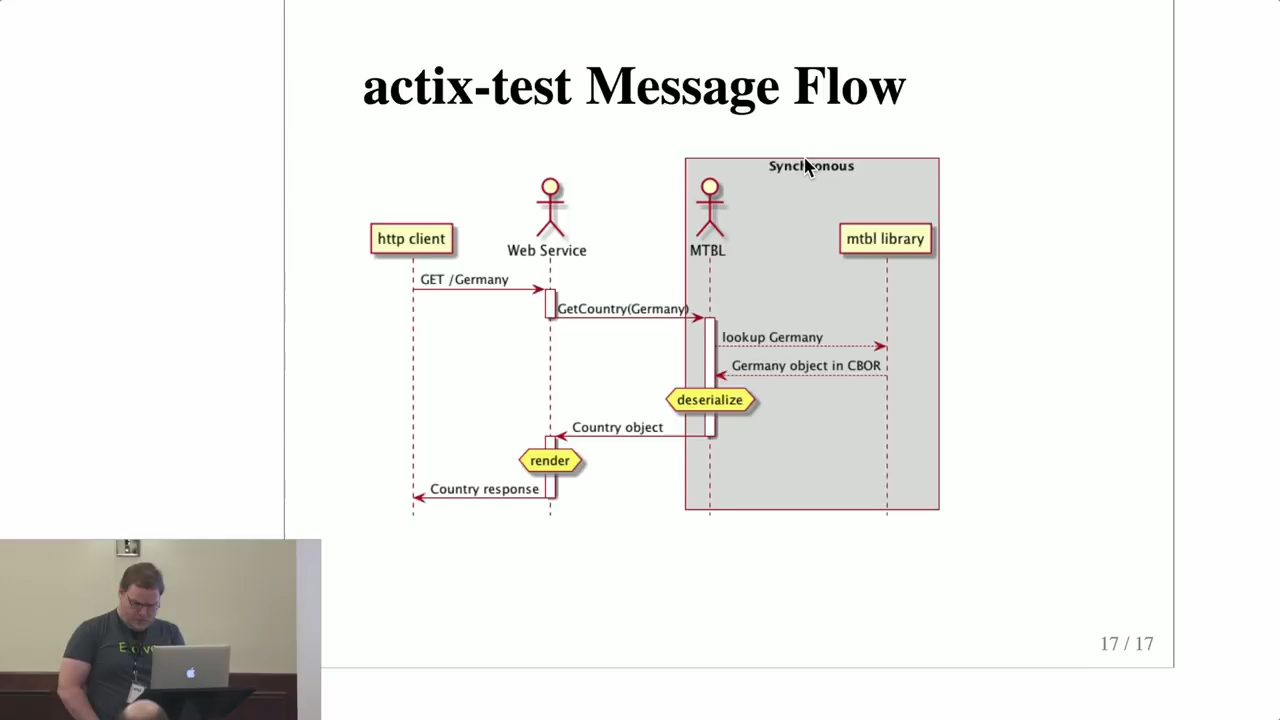 actix-test Message Flow
Synchronous
http client
Web Service
MTBL
mtbl library
GET /Germany
GetCountry(Germany)
lookup Germany
Germany object in CBOR
deserialize
Country object
render
Country response
17 / 17